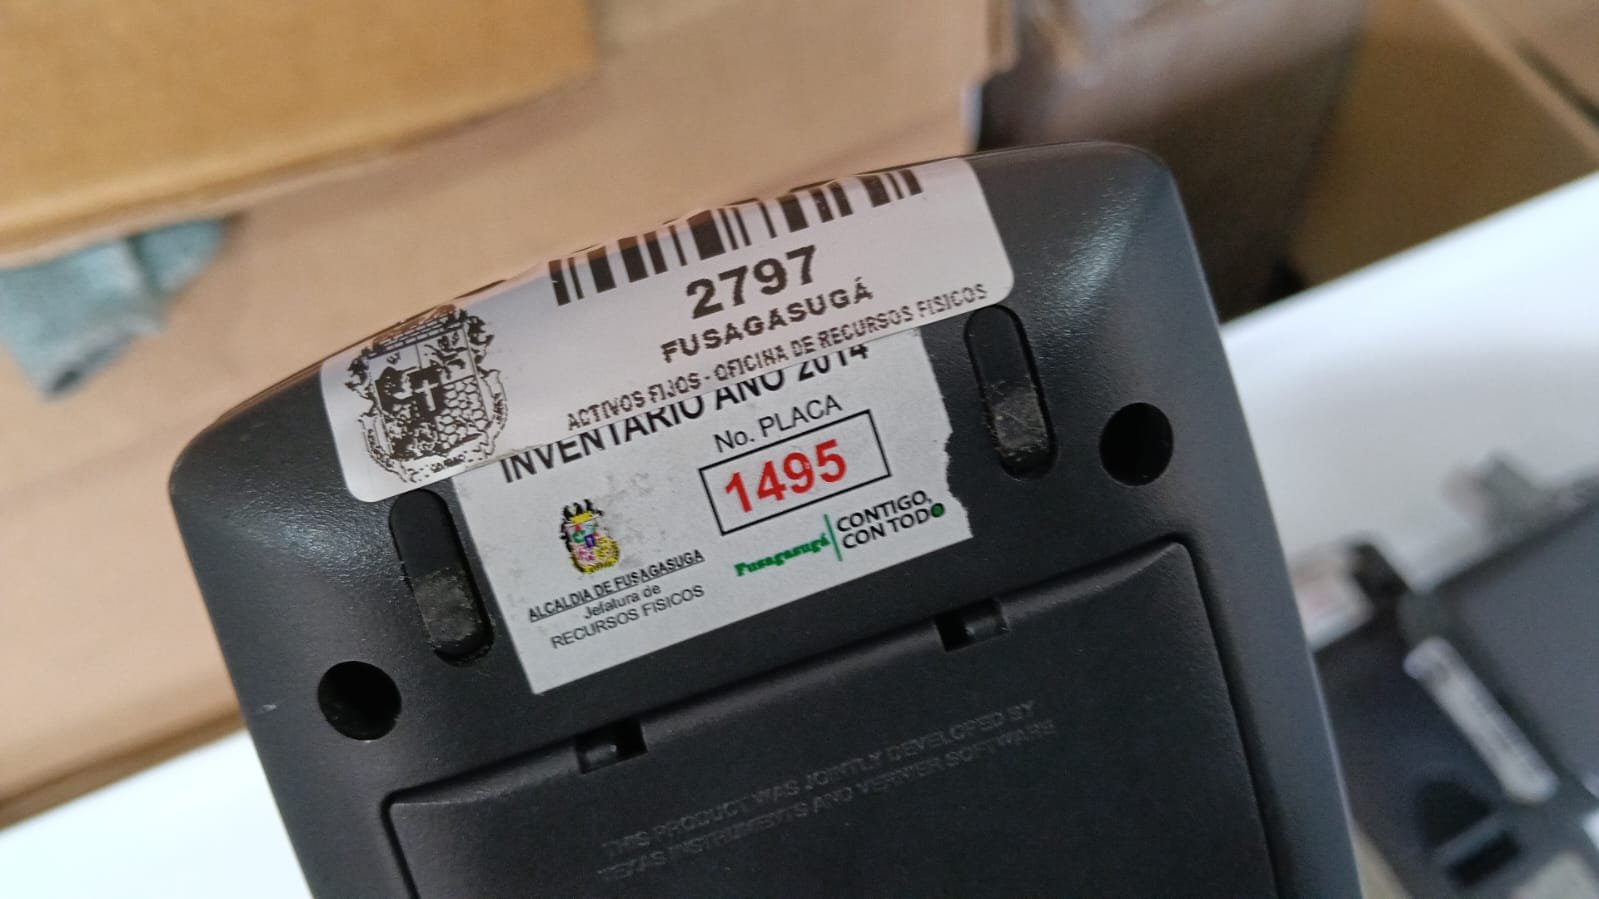 2797
FUSAGASUGÁ
ACTIVOS FIJOS - OFICINA DE RECURSOS FISICOS
INVENTARIO ANO 2014
No. PLACA
1495
ALCALDIA DE FUSAGASUGA
Jefatura de
RECURSOS FISICOS
Fusagasugá
CONTIGO,
CON TODO
THIS PRODUCT WAS JOINTLY DEVELOPED BY
TEXAS INSTRUMENTS AND VERNIER SOFTWARE